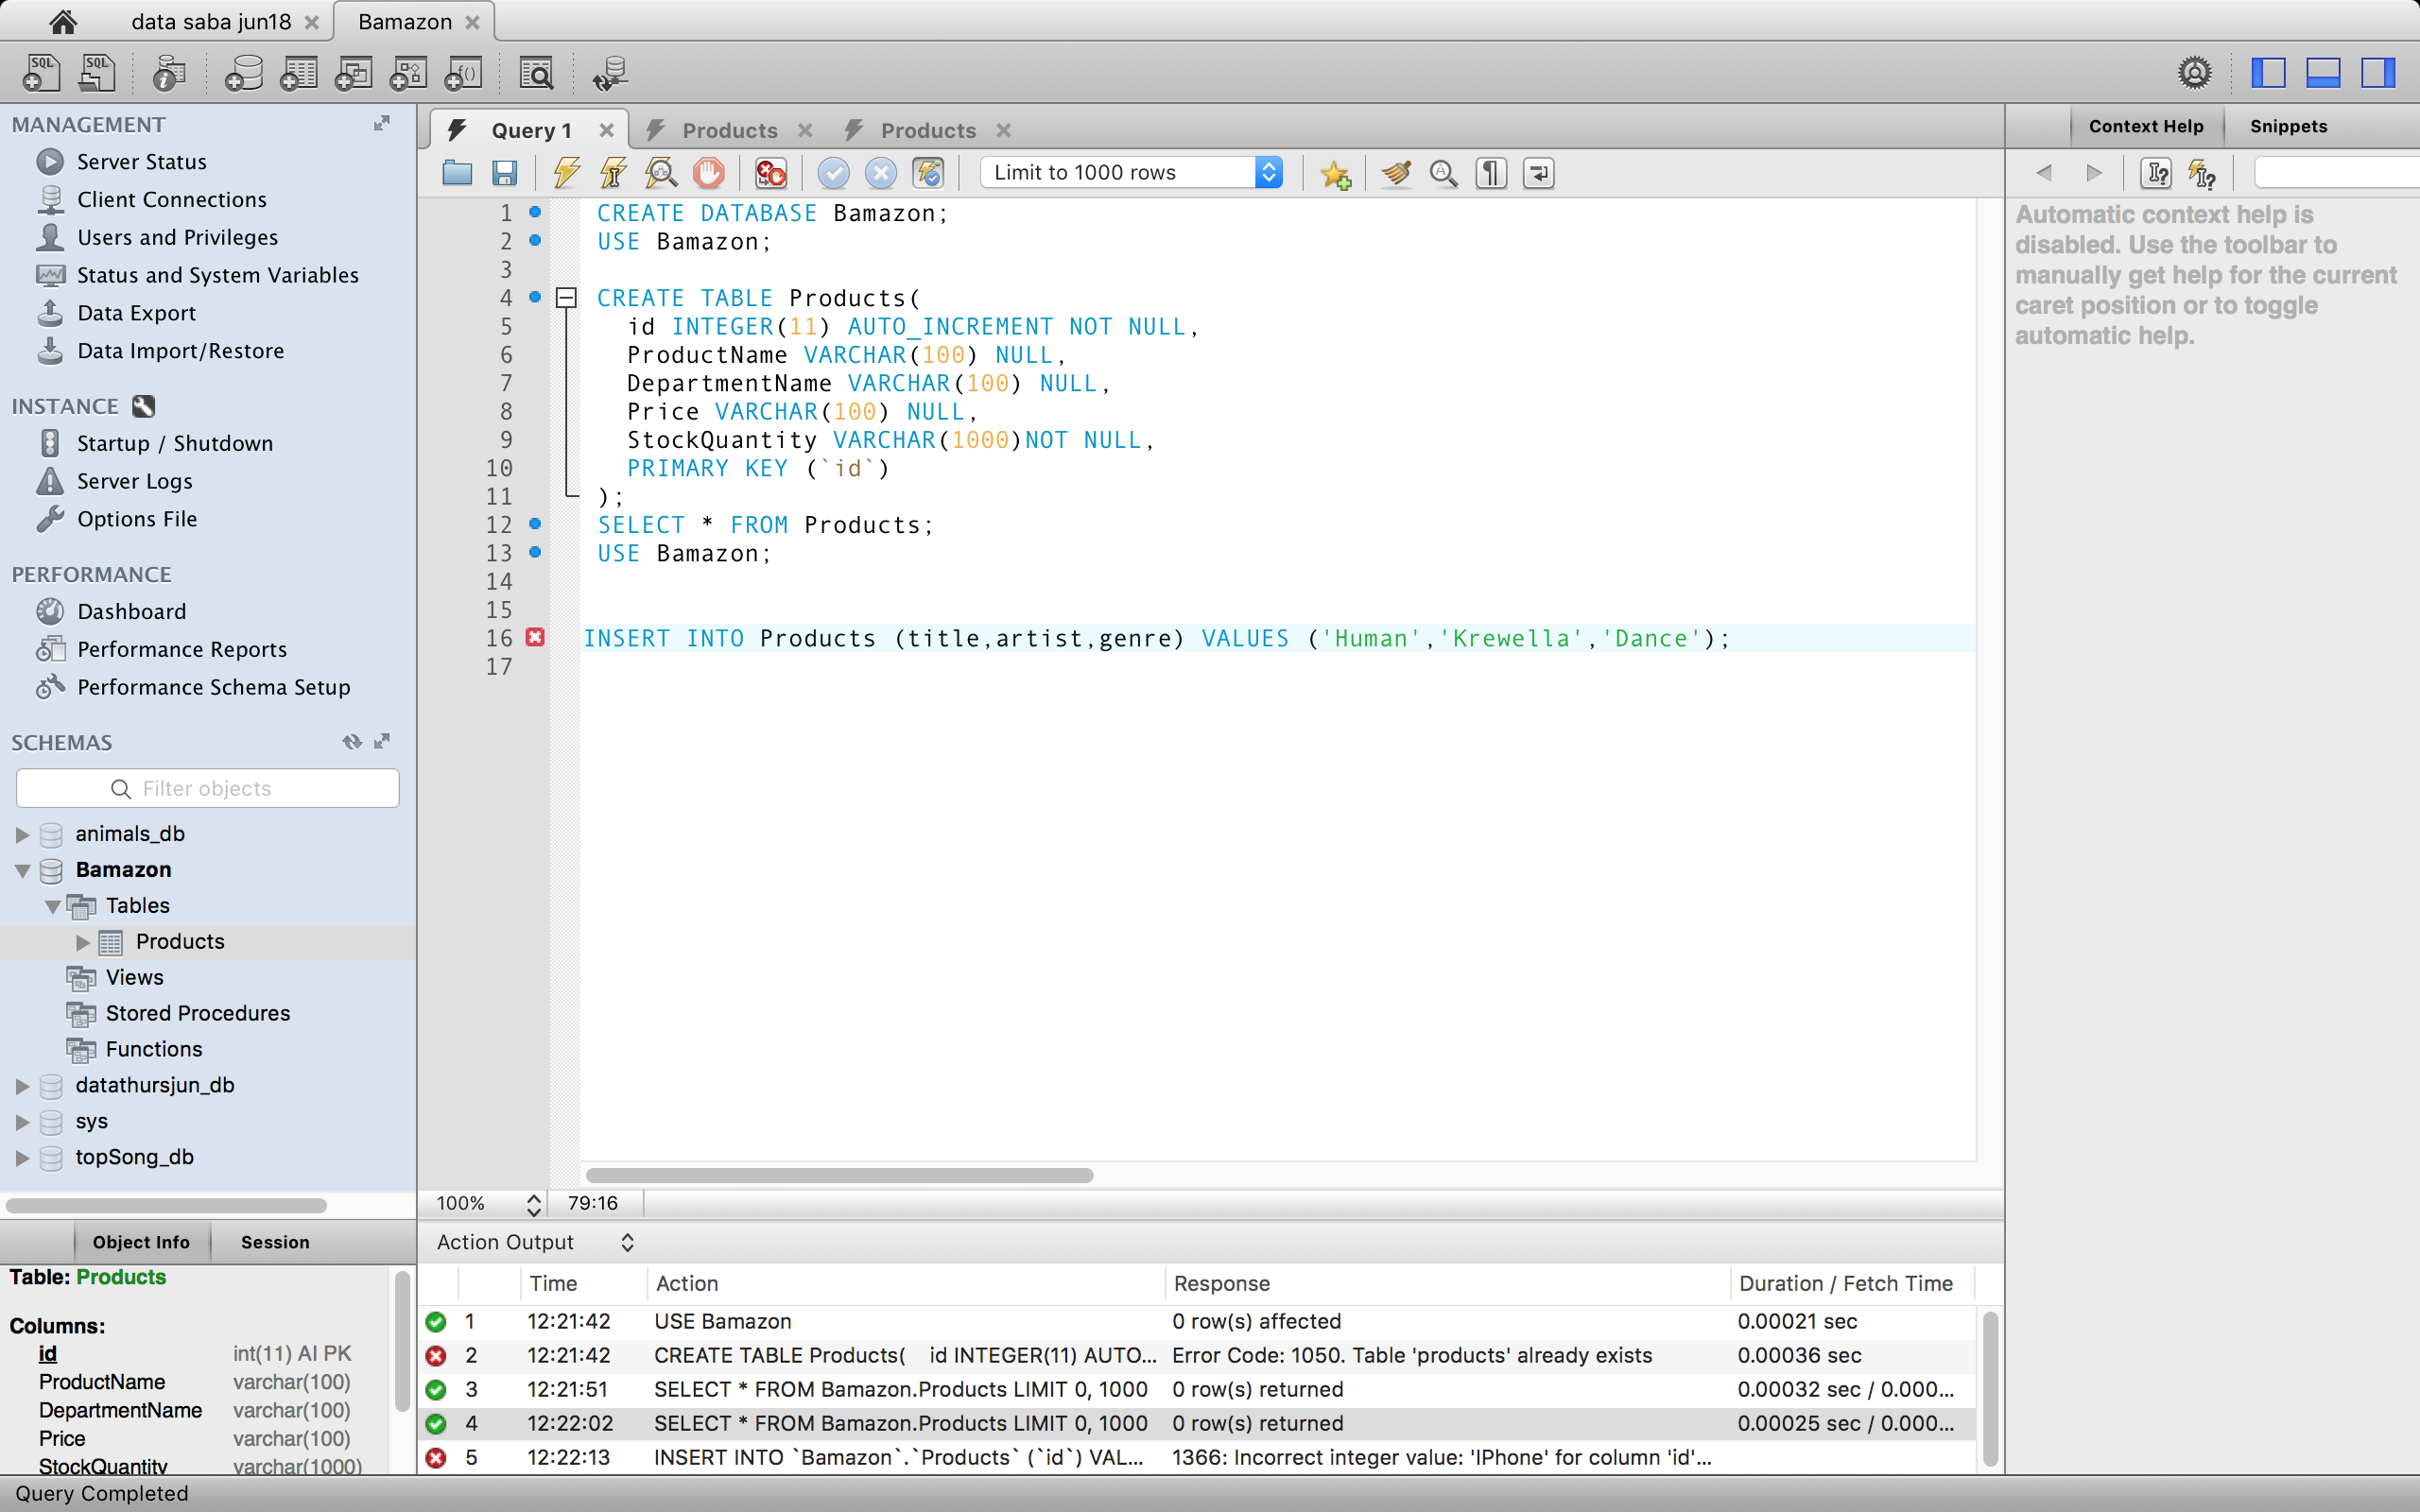 data saba jun18
Bamazon
MANAGEMENT
Server Status
Client Connections
Users and Privileges
Status and System Variables
Data Export
Data Import/Restore
INSTANCE
Startup / Shutdown
Server Logs
Options File
PERFORMANCE
Dashboard
Performance Reports
Performance Schema Setup
SCHEMAS
Filter objects
animals_db
Bamazon
Tables
Products
Views
Stored Procedures
Functions
datathursjun_db
sys
topSong_db
Object Info Session
Table: Products
Columns:
id int(11) AI PK
ProductName varchar(100)
DepartmentName varchar(100)
Price varchar(100)
StockQuantity varchar(1000)
Query 1 Products Products
Limit to 1000 rows
1 CREATE DATABASE Bamazon;
2 USE Bamazon;
3
4 CREATE TABLE Products(
5 id INTEGER(11) AUTO_INCREMENT NOT NULL,
6 ProductName VARCHAR(100) NULL,
7 DepartmentName VARCHAR(100) NULL,
8 Price VARCHAR(100) NULL,
9 StockQuantity VARCHAR(1000)NOT NULL,
10 PRIMARY KEY (`id`)
11 );
12 SELECT * FROM Products;
13 USE Bamazon;
14
15
16 INSERT INTO Products (title,artist,genre) VALUES ('Human','Krewella','Dance');
17
100% 79:16
Action Output
Time Action Response Duration / Fetch Time
1 12:21:42 USE Bamazon 0 row(s) affected 0.00021 sec
2 12:21:42 CREATE TABLE Products( id INTEGER(11) AUTO... Error Code: 1050. Table 'products' already exists 0.00036 sec
3 12:21:51 SELECT * FROM Bamazon.Products LIMIT 0, 1000 0 row(s) returned 0.00032 sec / 0.000...
4 12:22:02 SELECT * FROM Bamazon.Products LIMIT 0, 1000 0 row(s) returned 0.00025 sec / 0.000...
5 12:22:13 INSERT INTO `Bamazon`.`Products` (`id`) VAL... 1366: Incorrect integer value: 'IPhone' for column 'id'...
Context Help Snippets
Automatic context help is
disabled. Use the toolbar to
manually get help for the current
caret position or to toggle
automatic help.
Query Completed